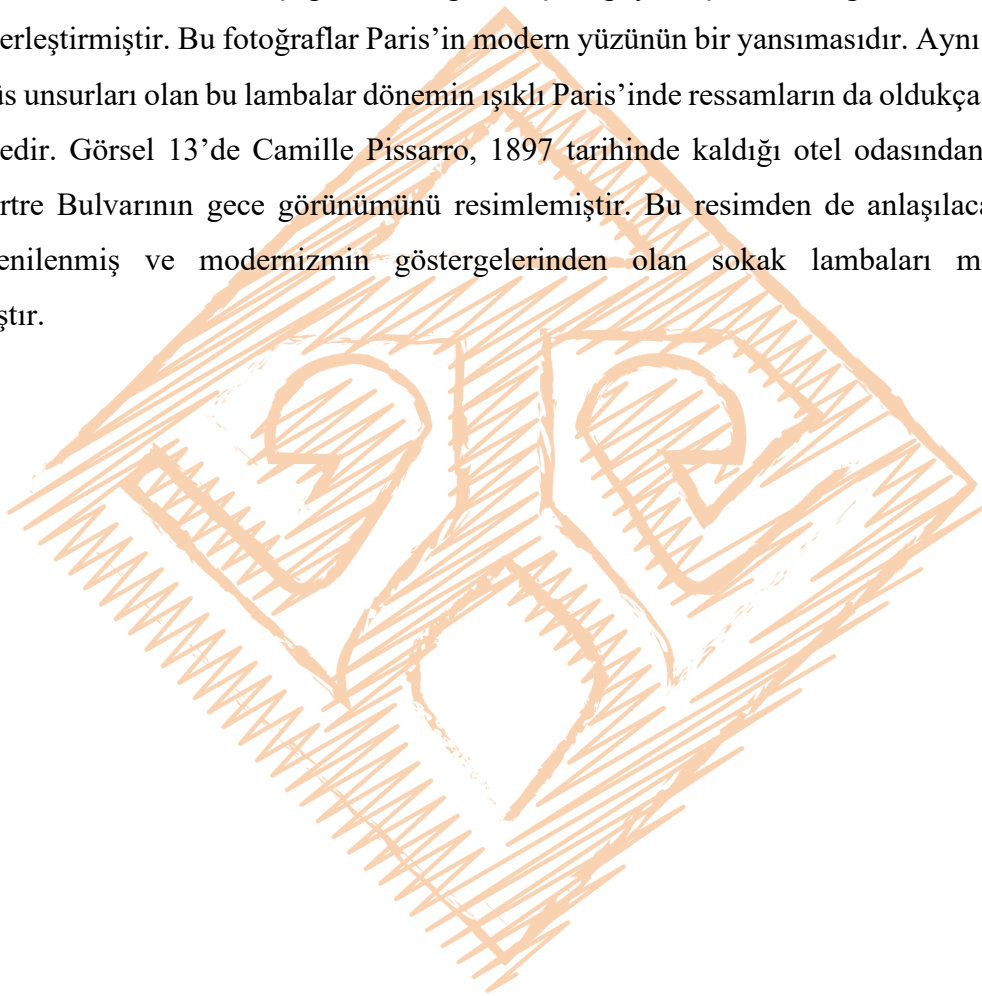 erleştirmiştir. Bu fotoğraflar Paris’in modern yüzünün bir yansımasıdır. Aynı
üs unsurları olan bu lambalar dönemin ışıklı Paris’inde ressamların da oldukça
edir. Görsel 13’de Camille Pissarro, 1897 tarihinde kaldığı otel odasından
rtre Bulvarının gece görünümünü resimlemiştir. Bu resimden de anlaşılaca
enilenmiş ve modernizmin göstergelerinden olan sokak lambaları m
ştır.